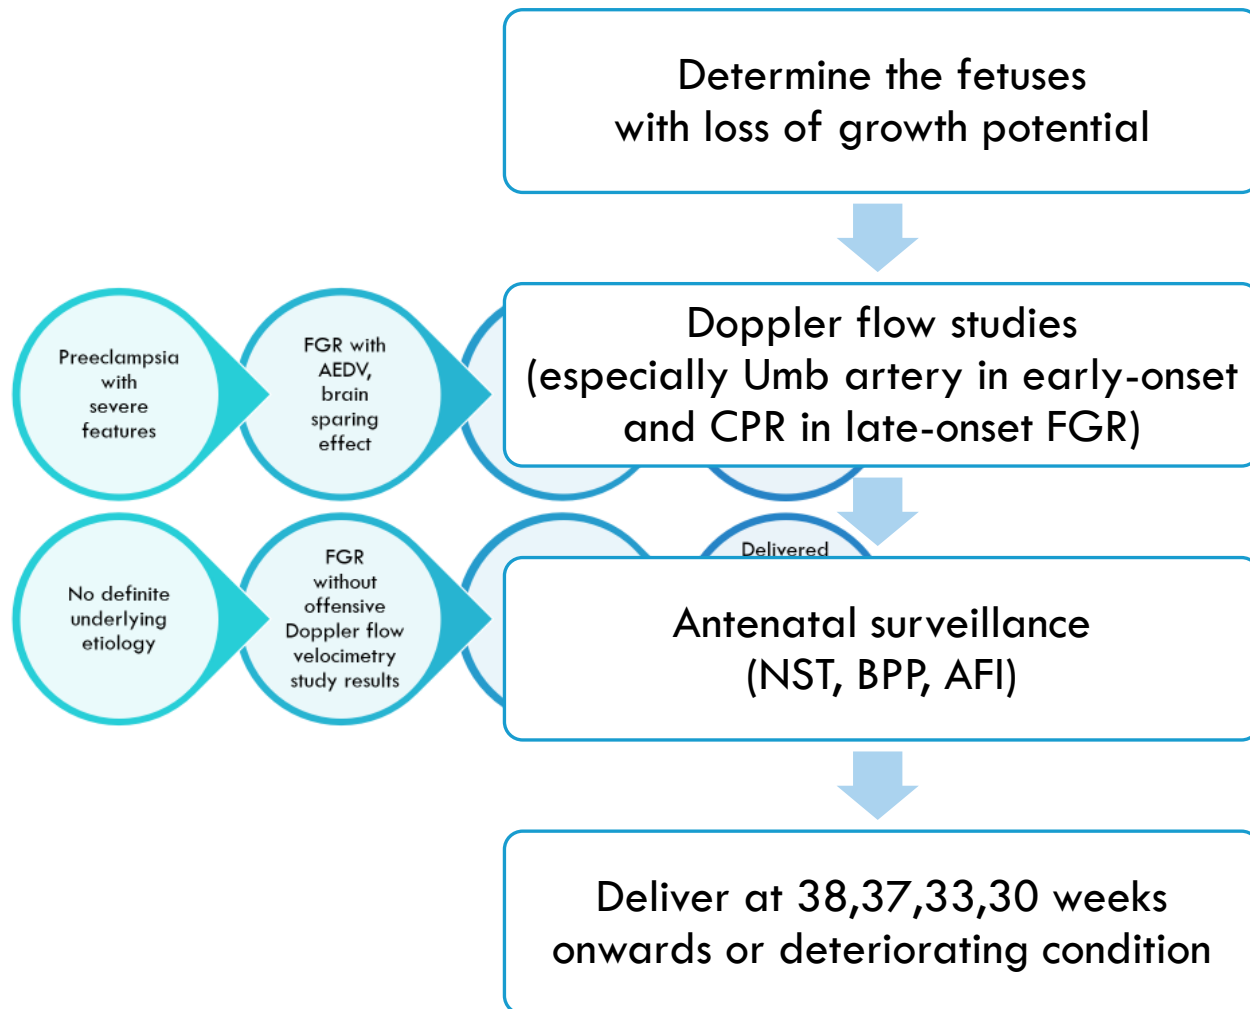 Determine the fetuses
with loss of growth potential
Preeclampsia
with
severe
features
FGR with
AEDV,
brain
sparing
effect
Doppler flow studies
(especially Umb artery in early-onset
and CPR in late-onset FGR)
No definite
underlying
etiology
FGR
without
offensive
Doppler flow
velocimetry
study results
Delivered
Antenatal surveillance
(NST, BPP, AFI)
Deliver at 38,37,33,30 weeks
onwards or deteriorating condition